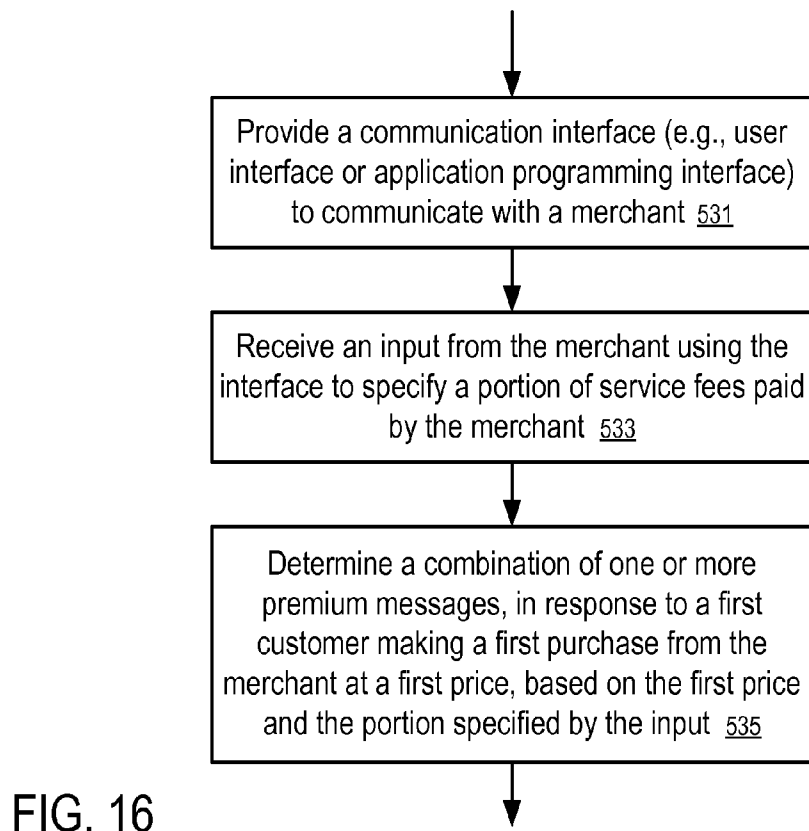 Provide a communication interface (e.g., user
interface or application programming interface)
to communicate with a merchant 531
Receive an input from the merchant using the
interface to specify a portion of service fees paid
by the merchant 533
Determine a combination of one or more
premium messages, in response to a first
customer making a first purchase from the
merchant at a first price, based on the first price
and the portion specified by the input 535
FIG. 16